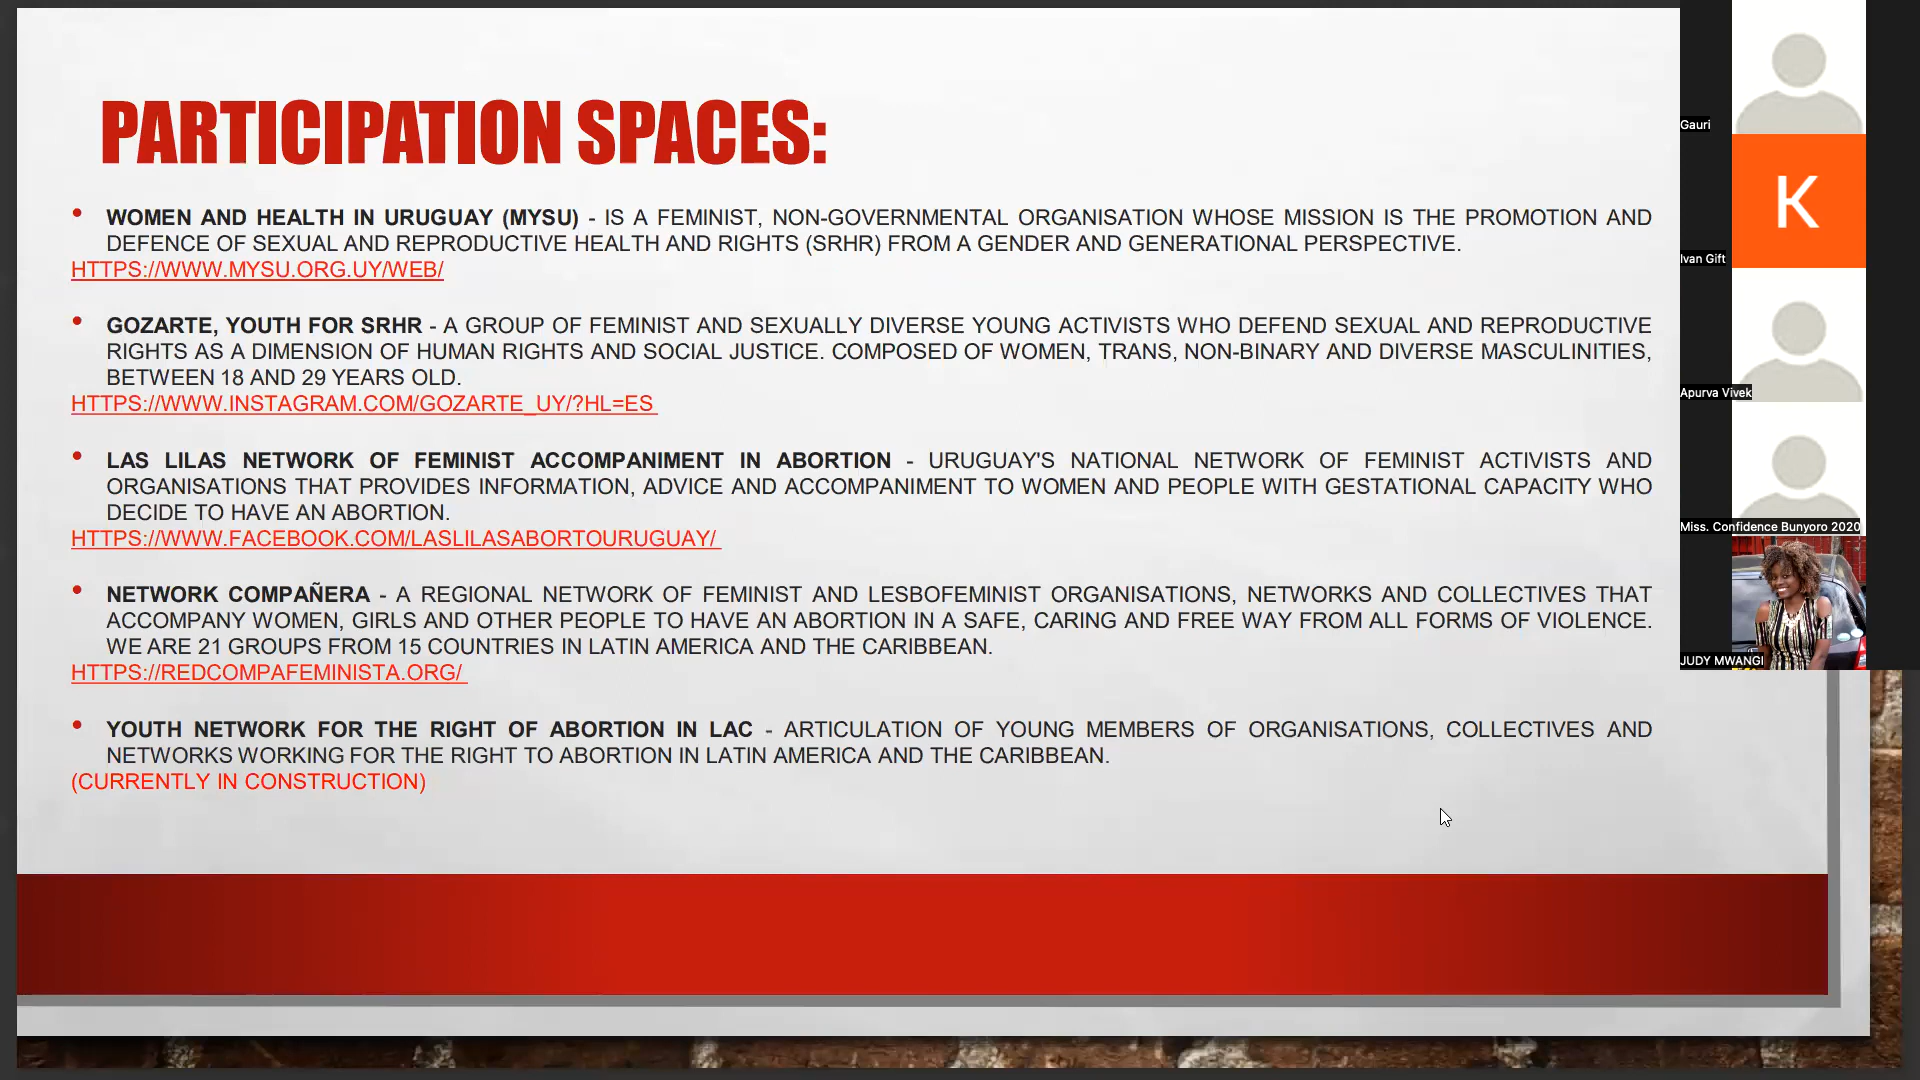 PARTICIPATION SPACES:
• WOMEN AND HEALTH IN URUGUAY (MYSU) - IS A FEMINIST, NON-GOVERNMENTAL ORGANISATION WHOSE MISSION IS THE PROMOTION AND
DEFENCE OF SEXUAL AND REPRODUCTIVE HEALTH AND RIGHTS (SRHR) FROM A GENDER AND GENERATIONAL PERSPECTIVE.
HTTPS://WWW.MYSU.ORG.UY/WEB/
• GOZARTE, YOUTH FOR SRHR - A GROUP OF FEMINIST AND SEXUALLY DIVERSE YOUNG ACTIVISTS WHO DEFEND SEXUAL AND REPRODUCTIVE
RIGHTS AS A DIMENSION OF HUMAN RIGHTS AND SOCIAL JUSTICE. COMPOSED OF WOMEN, TRANS, NON-BINARY AND DIVERSE MASCULINITIES,
BETWEEN 18 AND 29 YEARS OLD.
HTTPS://WWW.INSTAGRAM.COM/GOZARTE_UY/?HL=ES
• LAS LILAS NETWORK OF FEMINIST ACCOMPANIMENT IN ABORTION - URUGUAY'S NATIONAL NETWORK OF FEMINIST ACTIVISTS AND
ORGANISATIONS THAT PROVIDES INFORMATION, ADVICE AND ACCOMPANIMENT TO WOMEN AND PEOPLE WITH GESTATIONAL CAPACITY WHO
DECIDE TO HAVE AN ABORTION.
HTTPS://WWW.FACEBOOK.COM/LASLILASABORTOURUGUAY/
• NETWORK COMPAÑERA - A REGIONAL NETWORK OF FEMINIST AND LESBOFEMINIST ORGANISATIONS, NETWORKS AND COLLECTIVES THAT
ACCOMPANY WOMEN, GIRLS AND OTHER PEOPLE TO HAVE AN ABORTION IN A SAFE, CARING AND FREE WAY FROM ALL FORMS OF VIOLENCE.
WE ARE 21 GROUPS FROM 15 COUNTRIES IN LATIN AMERICA AND THE CARIBBEAN.
HTTPS://REDCOMPAFEMINISTA.ORG/
• YOUTH NETWORK FOR THE RIGHT OF ABORTION IN LAC - ARTICULATION OF YOUNG MEMBERS OF ORGANISATIONS, COLLECTIVES AND
NETWORKS WORKING FOR THE RIGHT TO ABORTION IN LATIN AMERICA AND THE CARIBBEAN.
(CURRENTLY IN CONSTRUCTION)
Gauri
K
Ivan Gift
Apurva Vivek
Miss. Confidence Bunyoro 2020
JUDY MWANGI